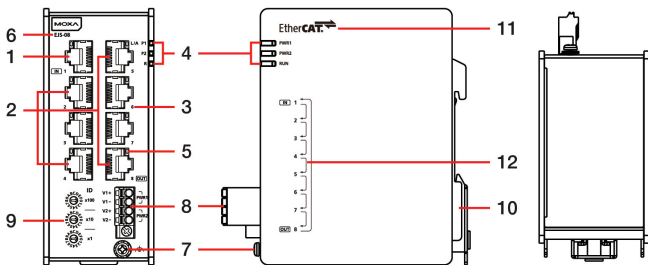 MOXA
6
EJS-08
L/A P1
P2
R
1
IN 1
5
2
2
6
3
3
7
5
4
8 OUT
ID
x100
x10
x1
9
V1+
V1-
V2+
V2-
PWR1
PWR2
4
8
7
EtherCAT
11
PWR1
PWR2
RUN
IN 1
2
3
4
5
6
7
OUT 8
12
10